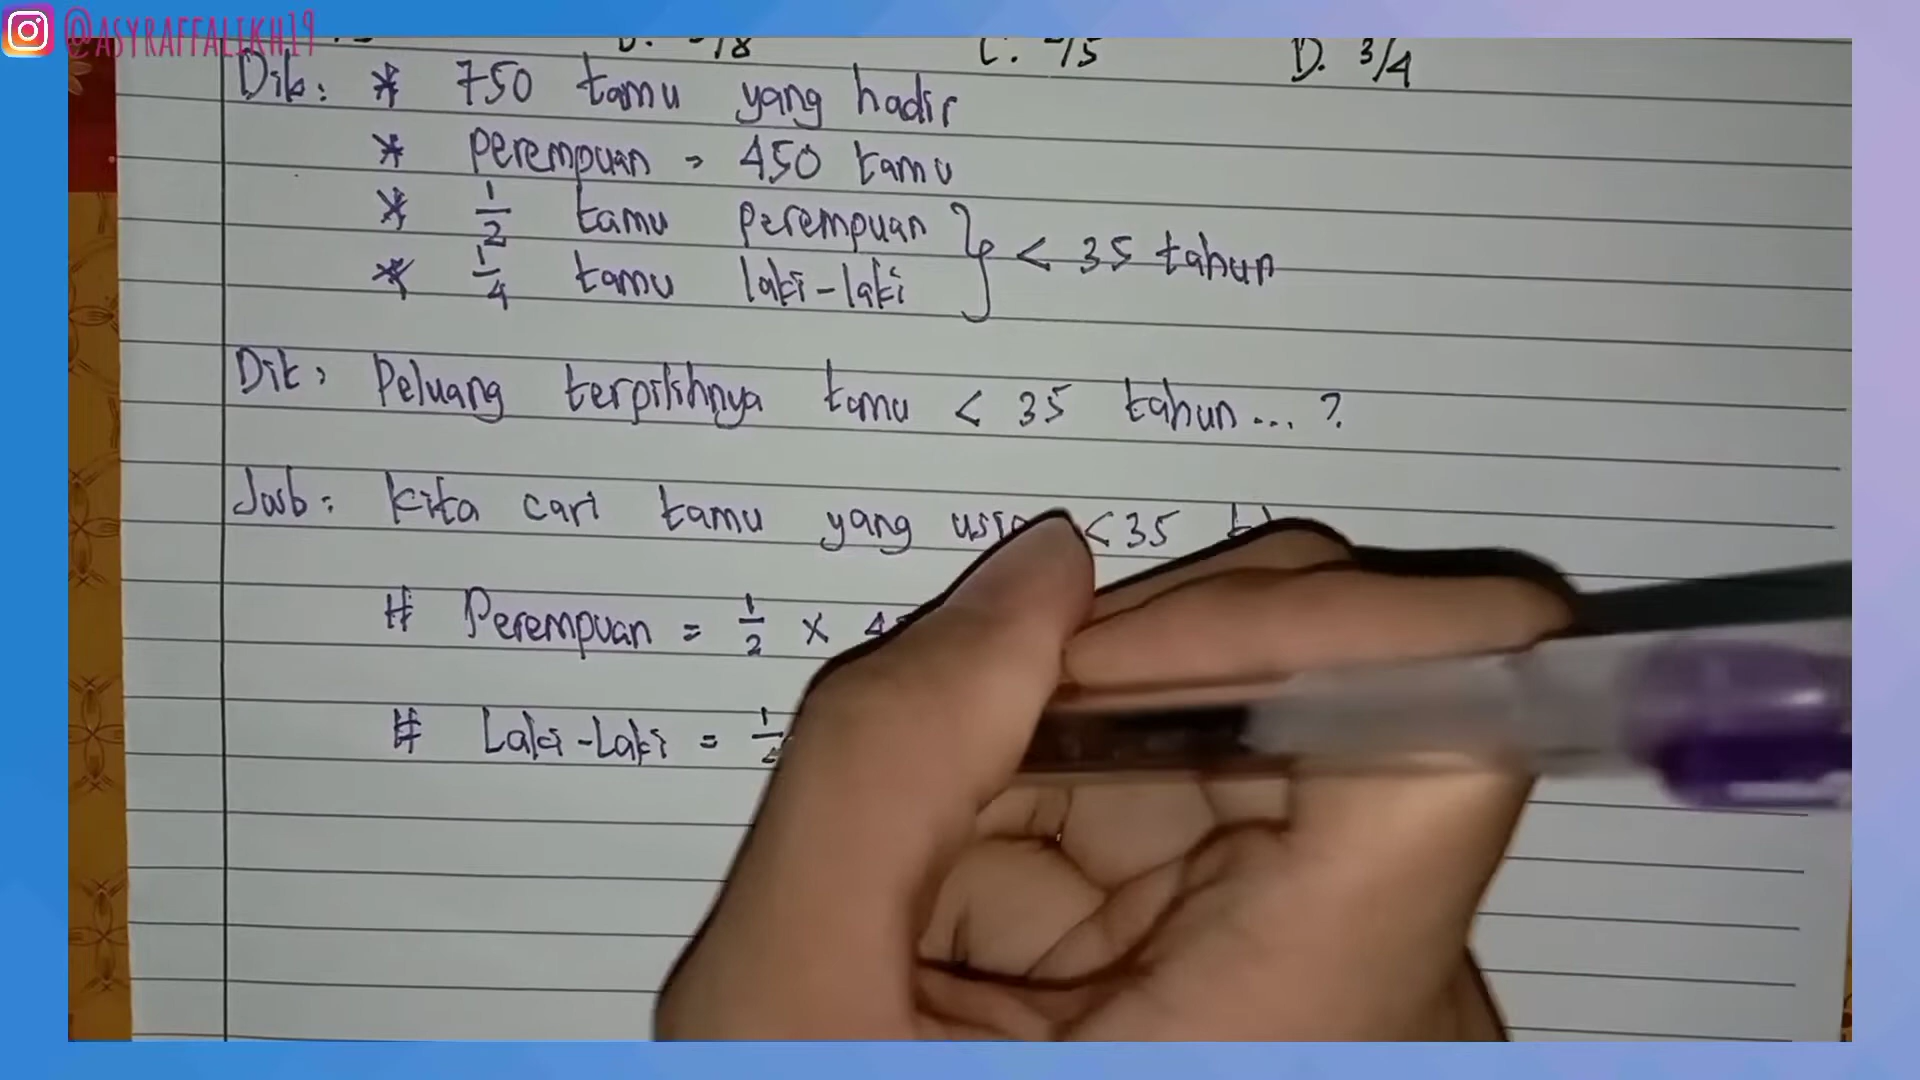 @ASYRAFFALIKH19
D. 3/4
Dik: * 750 tamu yang hadir
* Perempuan = 450 tamu
* 1/2 tamu perempuan
* 1/4 tamu laki-laki } < 35 tahun
Dit: Peluang terpilihnya tamu < 35 tahun...?
Jwb: Kita cari tamu yang usia < 35
# Perempuan = 1/2 ×
# Laki-Laki =